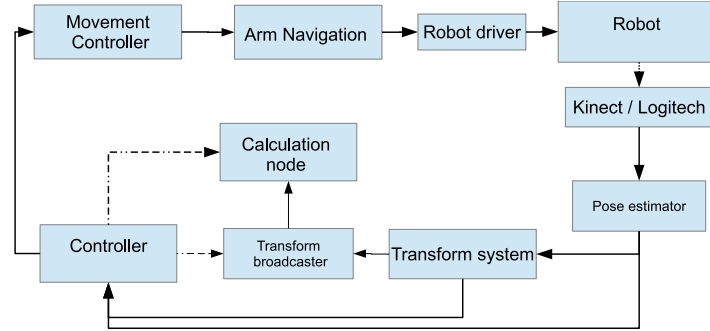 Movement
Controller
Arm Navigation
Robot driver
Robot
Kinect / Logitech
Calculation
node
Pose estimator
Controller
Transform
broadcaster
Transform system